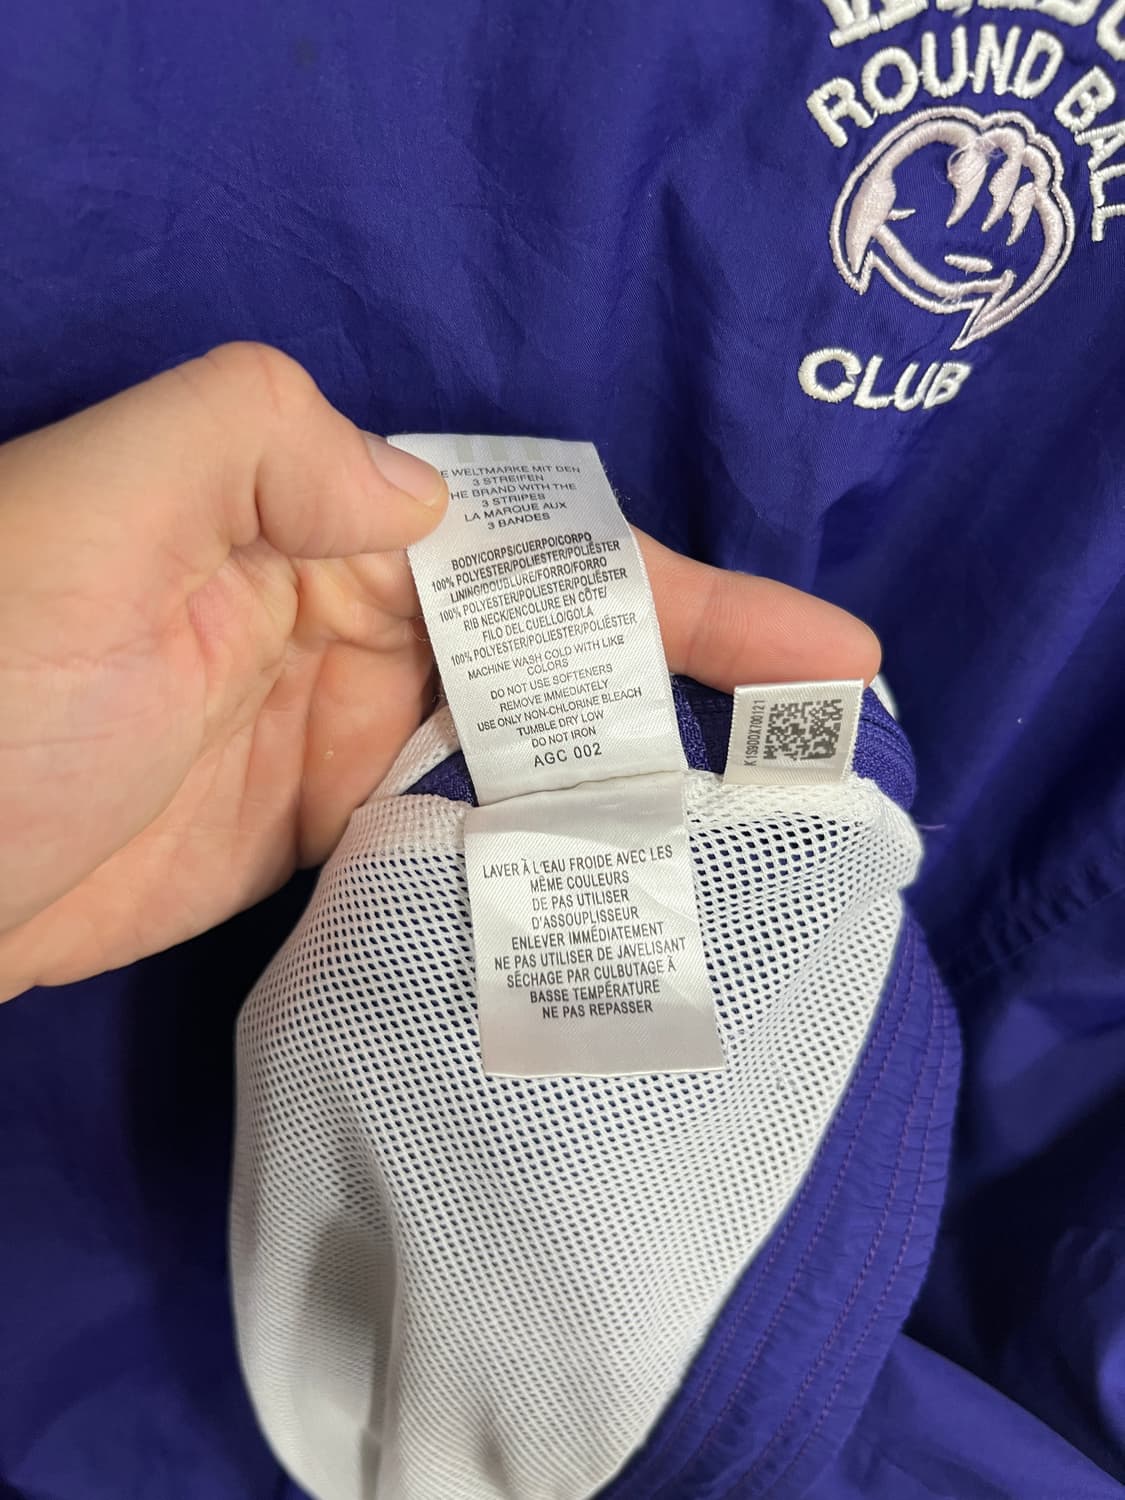 ROUND BALL
CLUB
WELTMARKE MIT DEN
3 STREIFEN
THE BRAND WITH THE
3 STRIPES
LA MARQUE AUX
3 BANDES
BODY/CORPS/CUERPO/CORPO
100% POLYESTER/POLIESTER/POLIÉSTER
LINING/DOUBLURE/FORRO/FORRO
100% POLYESTER/POLIESTER/POLIÉSTER
RIB NECK/ENCOLURE EN CÔTE/
FILO DEL CUELLO/GOLA
100% POLYESTER/POLIESTER/POLIÉSTER
MACHINE WASH COLD WITH LIKE
COLORS
DO NOT USE SOFTENERS
REMOVE IMMEDIATELY
USE ONLY NON-CHLORINE BLEACH
TUMBLE DRY LOW
DO NOT IRON
AGC 002
LAVER À L'EAU FROIDE AVEC LES
MÊME COULEURS
DE PAS UTILISER
D'ASSOUPLISSEUR
ENLEVER IMMÉDIATEMENT
NE PAS UTILISER DE JAVELISANT
SÉCHAGE PAR CULBUTAGE À
BASSE TEMPÉRATURE
NE PAS REPASSER